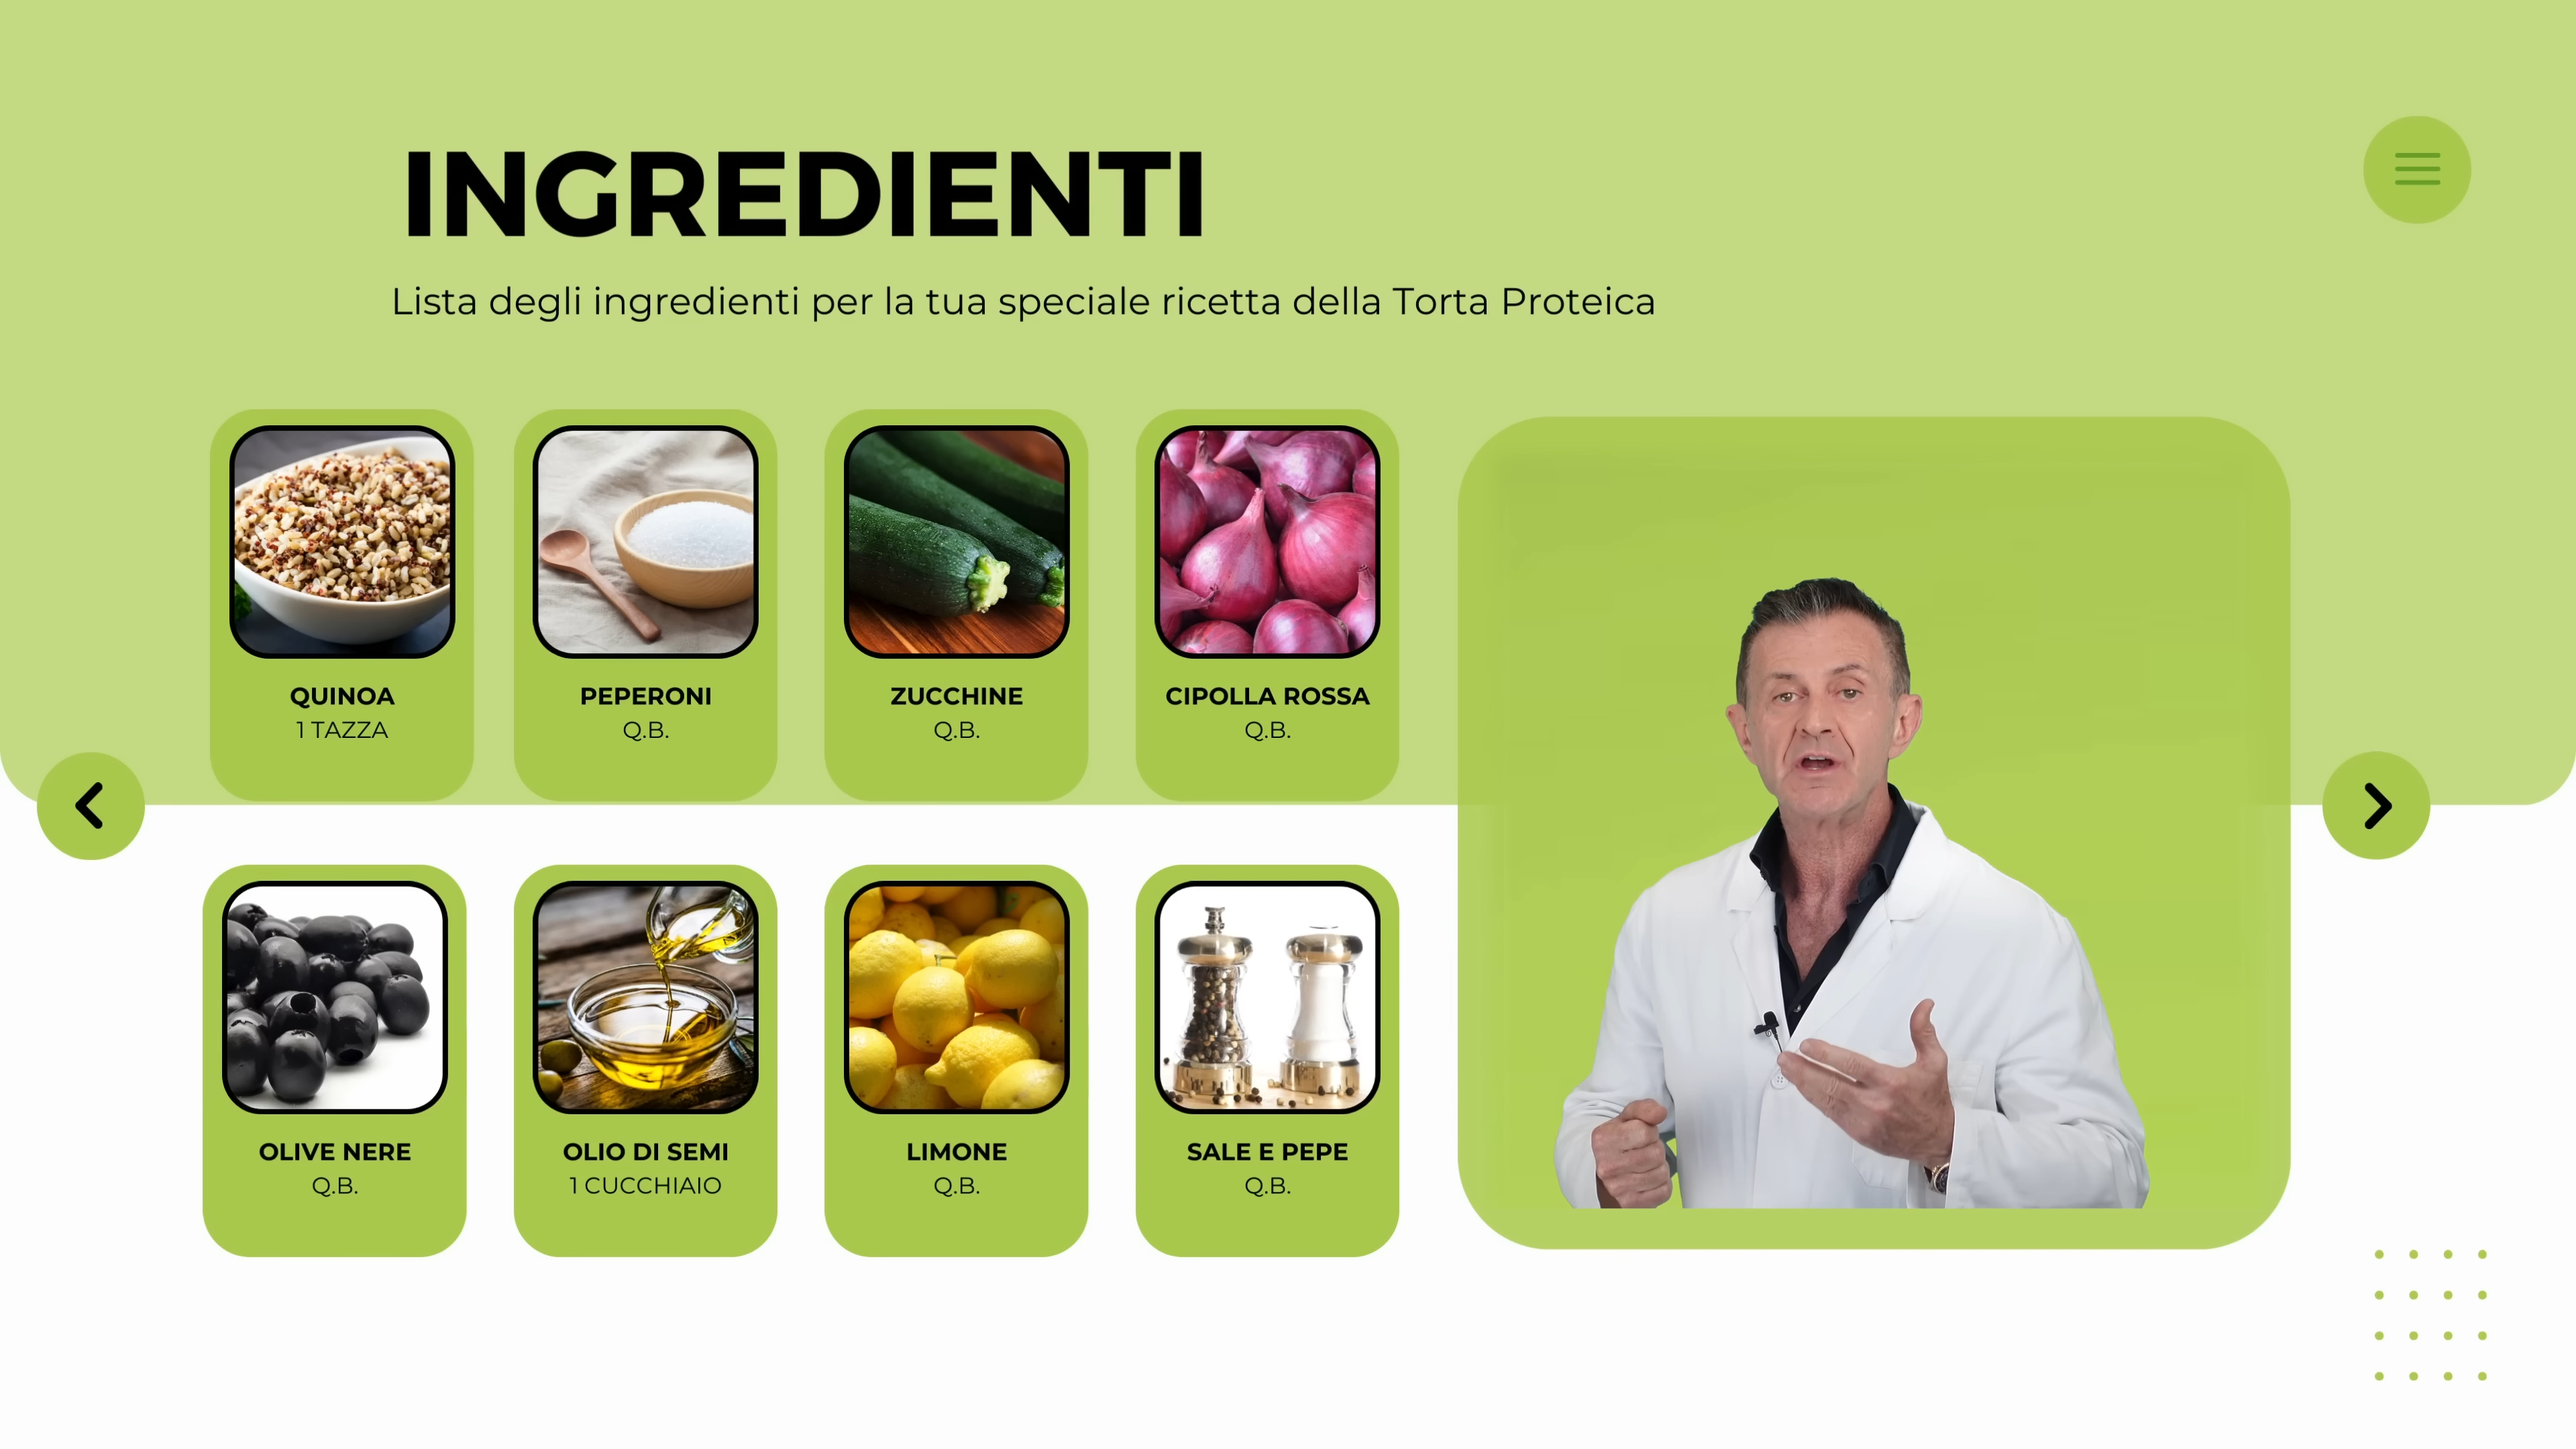 INGREDIENTI
Lista degli ingredienti per la tua speciale ricetta della Torta Proteica
QUINOA
1 TAZZA
PEPERONI
Q.B.
ZUCCHINE
Q.B.
CIPOLLA ROSSA
Q.B.
OLIVE NERE
Q.B.
OLIO DI SEMI
1 CUCCHIAIO
LIMONE
Q.B.
SALE E PEPE
Q.B.